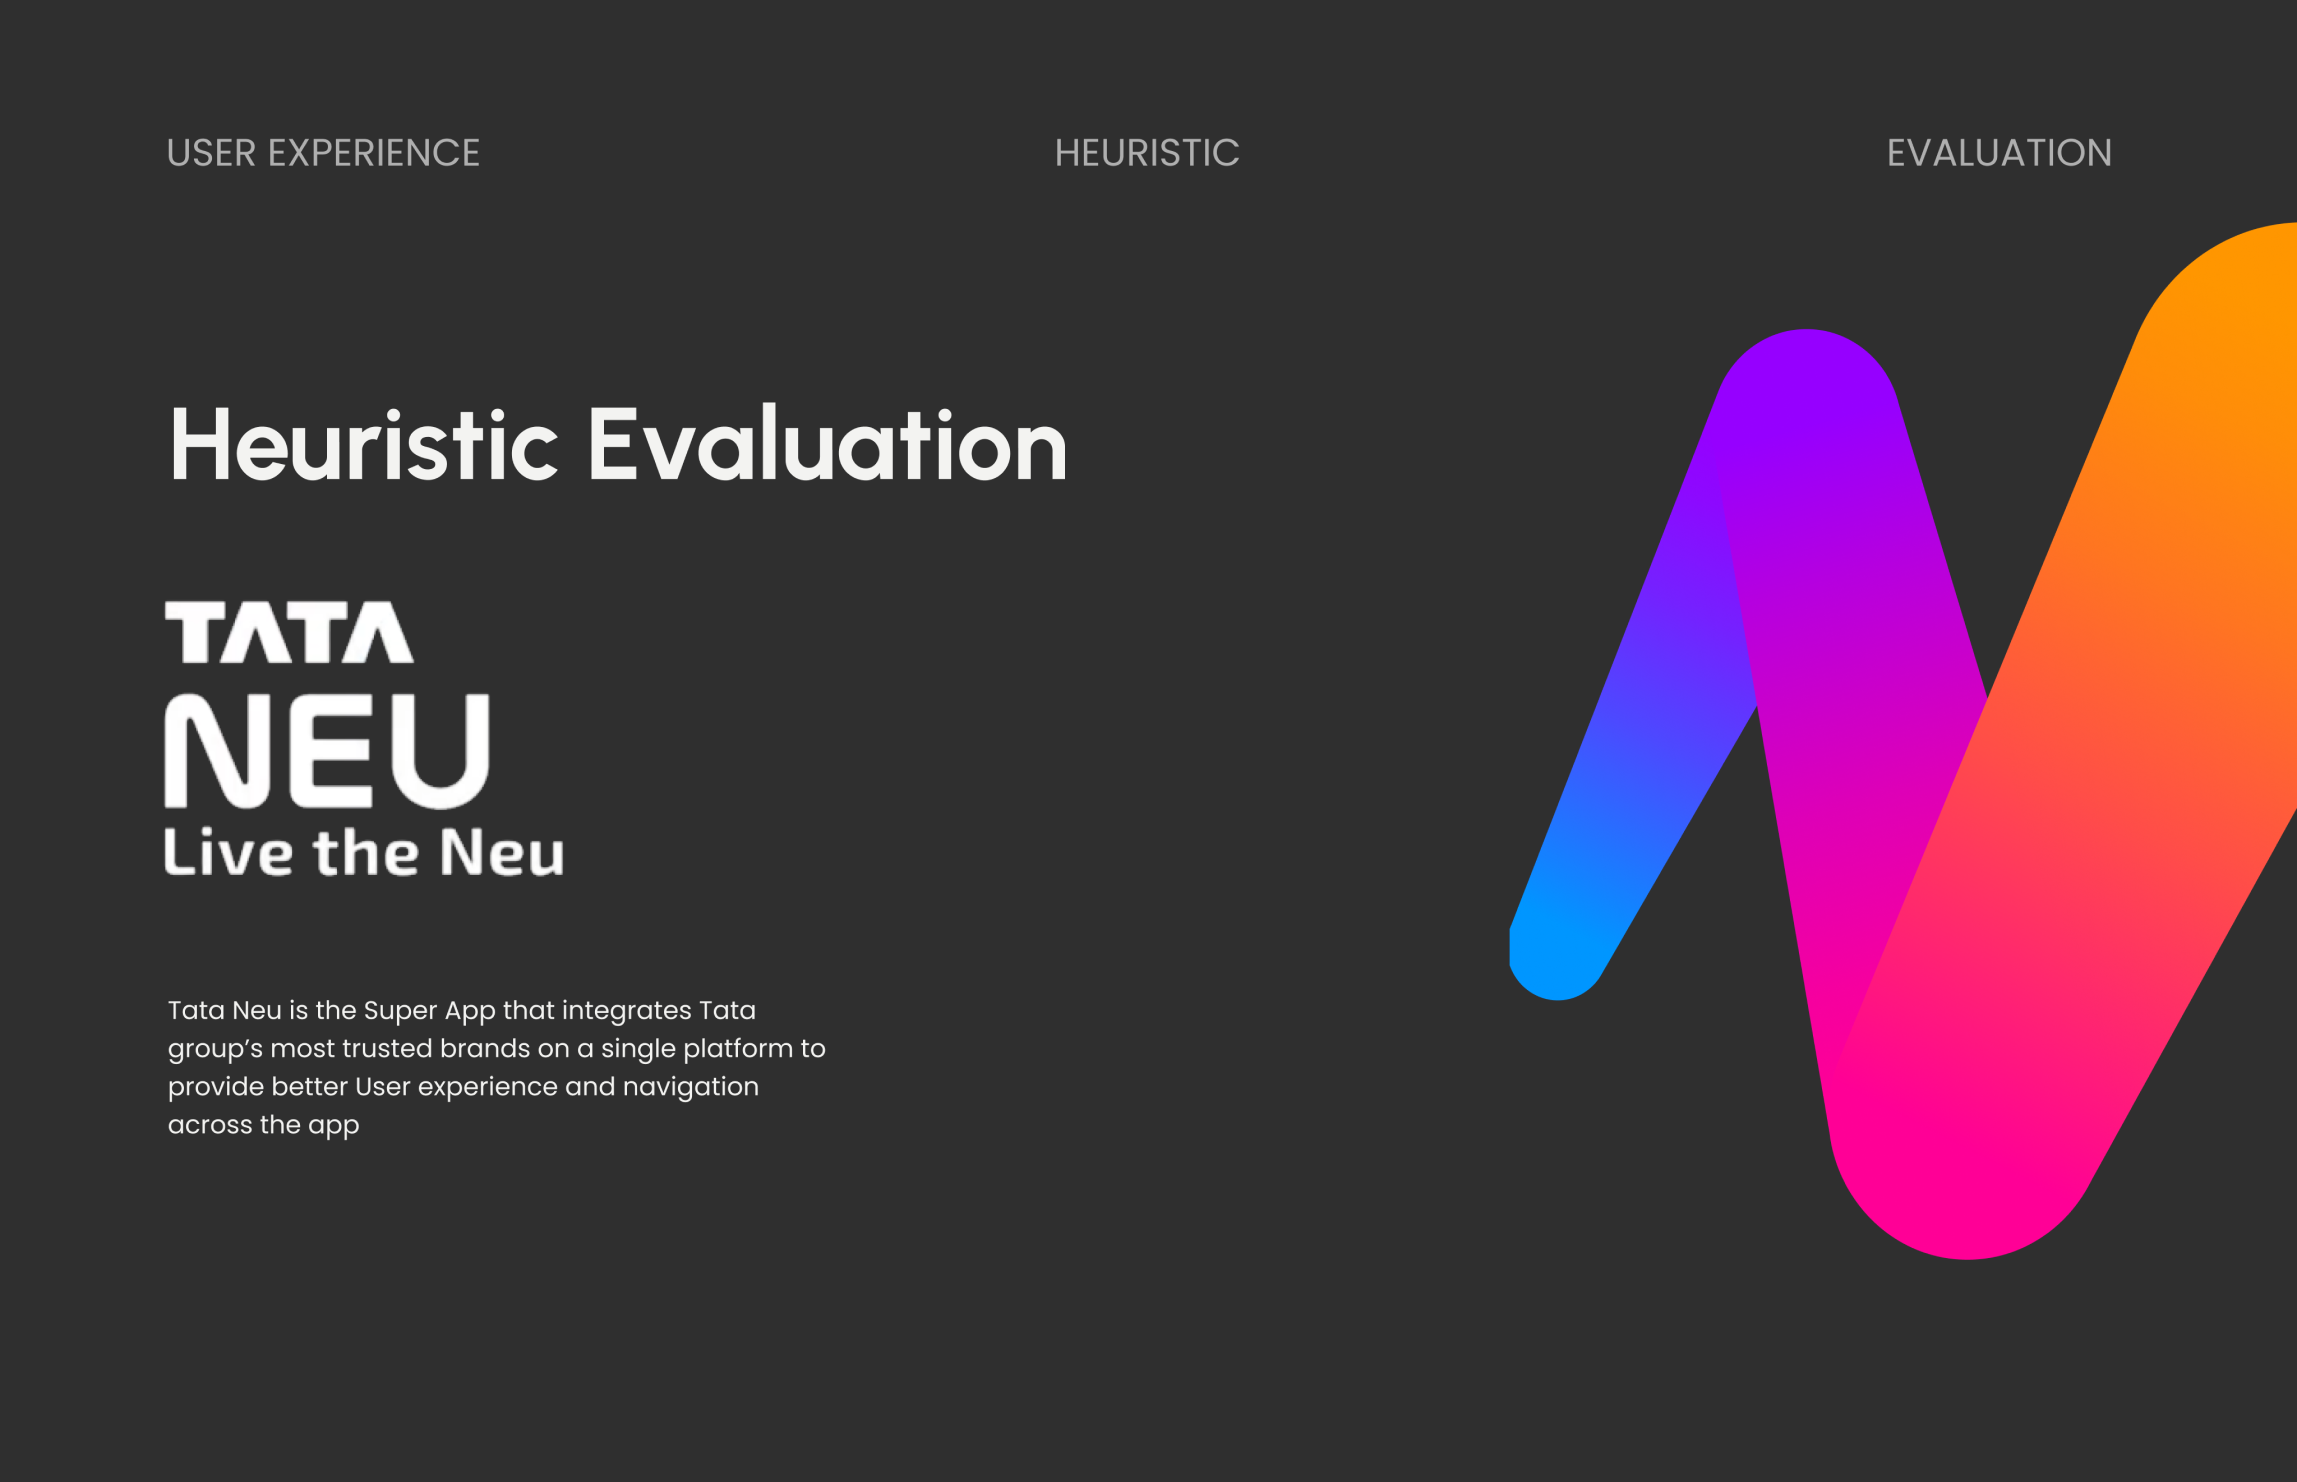 USER EXPERIENCE HEURISTIC EVALUATION
Heuristic Evaluation
TATA
NEU
Live the Neu
Tata Neu is the Super App that integrates Tata
group’s most trusted brands on a single platform to
provide better User experience and navigation
across the app